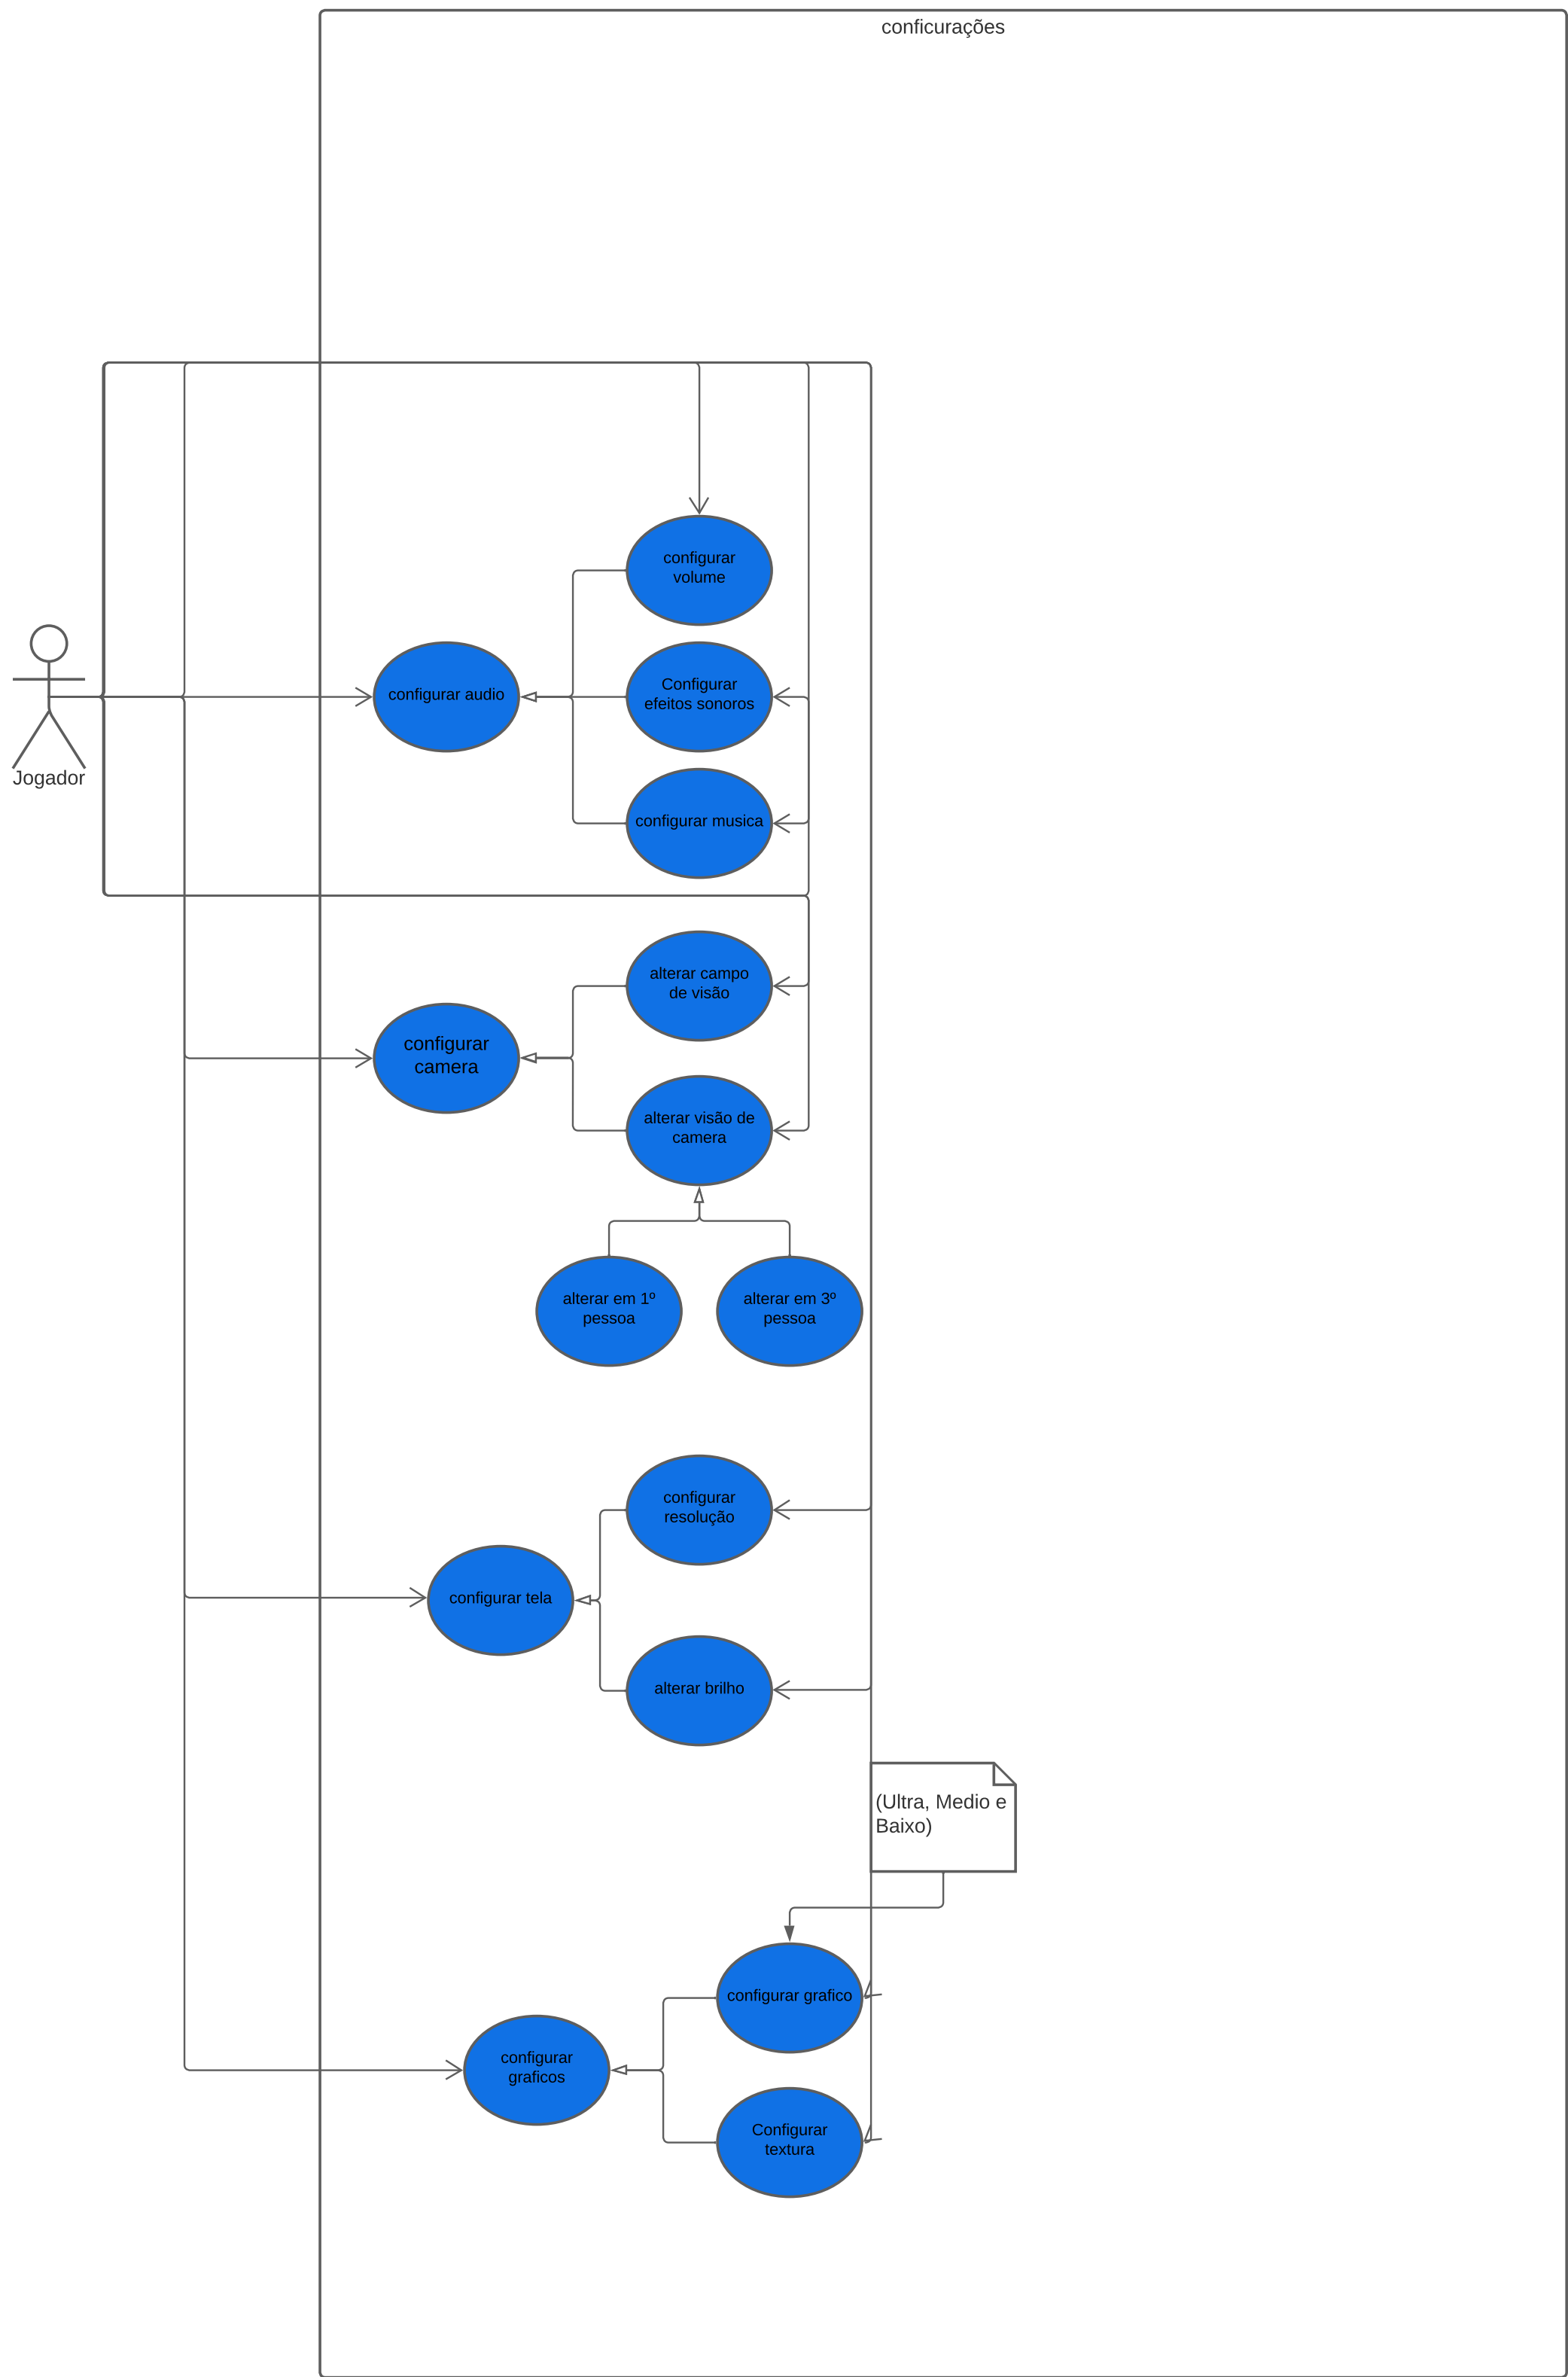 conficurações
configurar
volume
Jogador
configurar audio
Configurar
efeitos sonoros
configurar musica
configurar
camera
alterar campo
de visão
alterar visão de
camera
alterar em 1º
pessoa
alterar em 3º
pessoa
configurar tela
configurar
resolução
alterar brilho
(Ultra, Medio e
Baixo)
configurar grafico
configurar
graficos
Configurar
textura